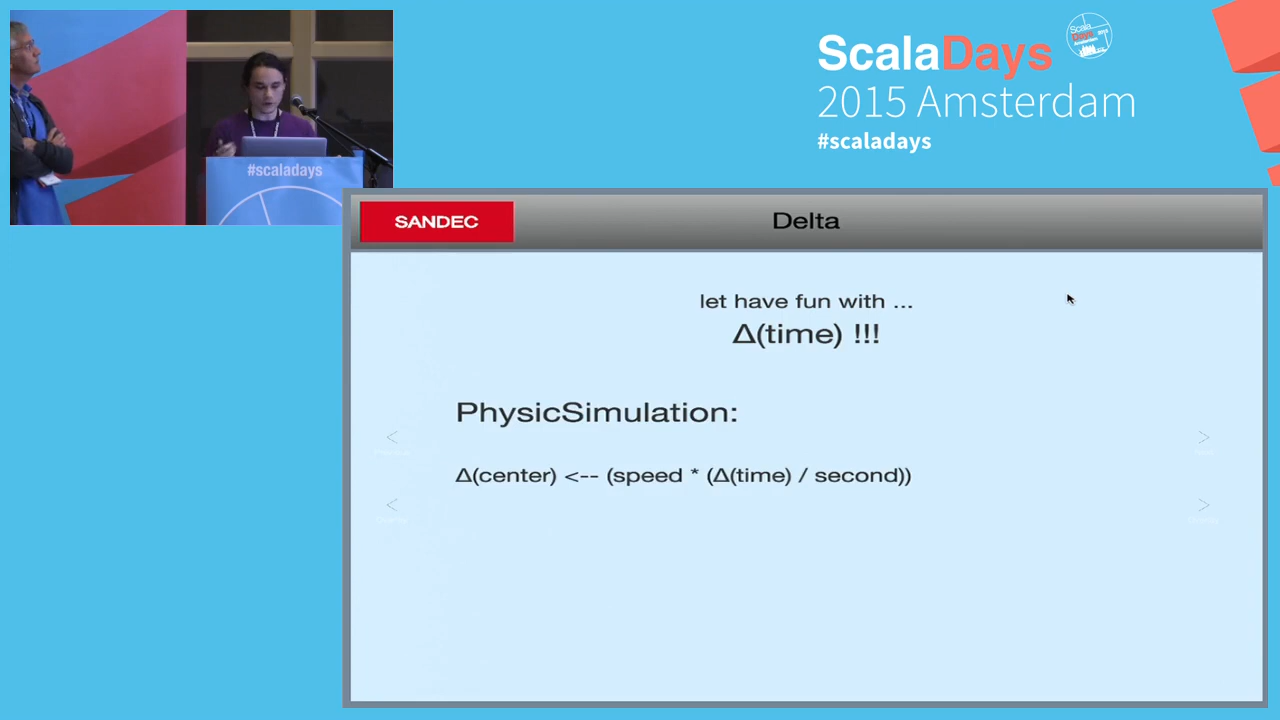 ScalaDays
2015 Amsterdam
#scaladays
#scaladays
SANDEC
Delta
let have fun with ...
Δ(time) !!!
PhysicSimulation:
Δ(center) <-- (speed * (Δ(time) / second))
<
>
<
>